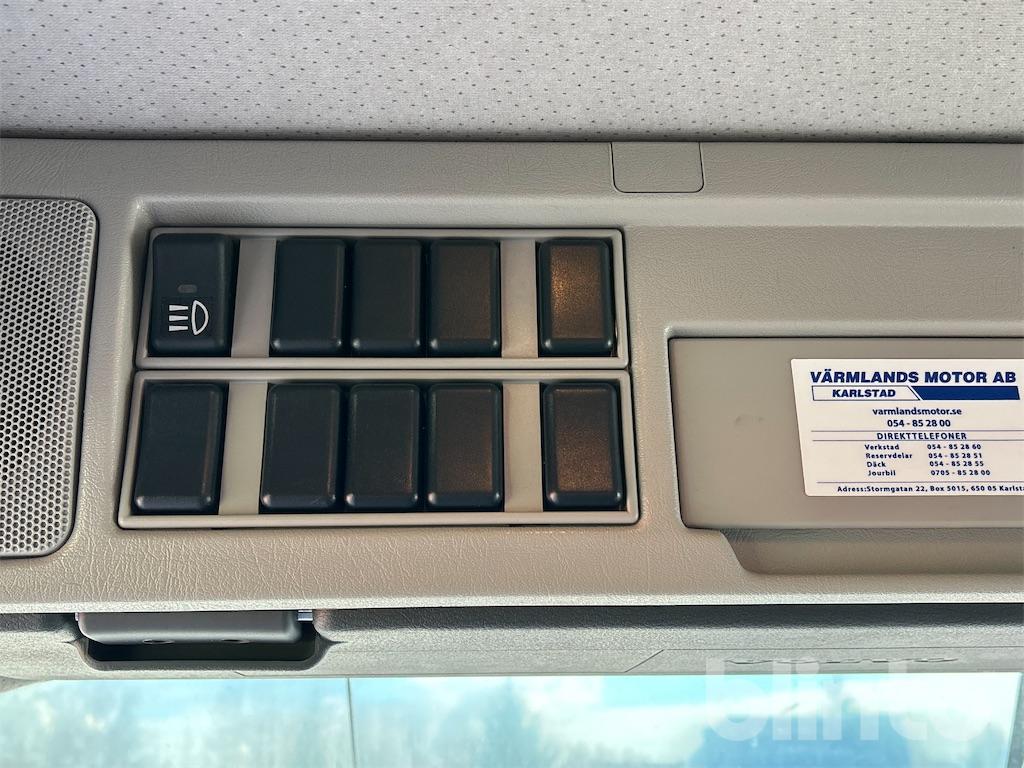 VÄRMLANDS MOTOR AB
KARLSTAD
varmlandsmotor.se
054 - 85 28 00
DIREKTTELEFONER
Verkstad 054 - 85 28 60
Reservdelar 054 - 85 28 51
Däck 054 - 85 28 55
Jourbil 0705 - 85 28 00
Adress:Stormgatan 22, Box 5015, 650 05 Karlsta
blinto